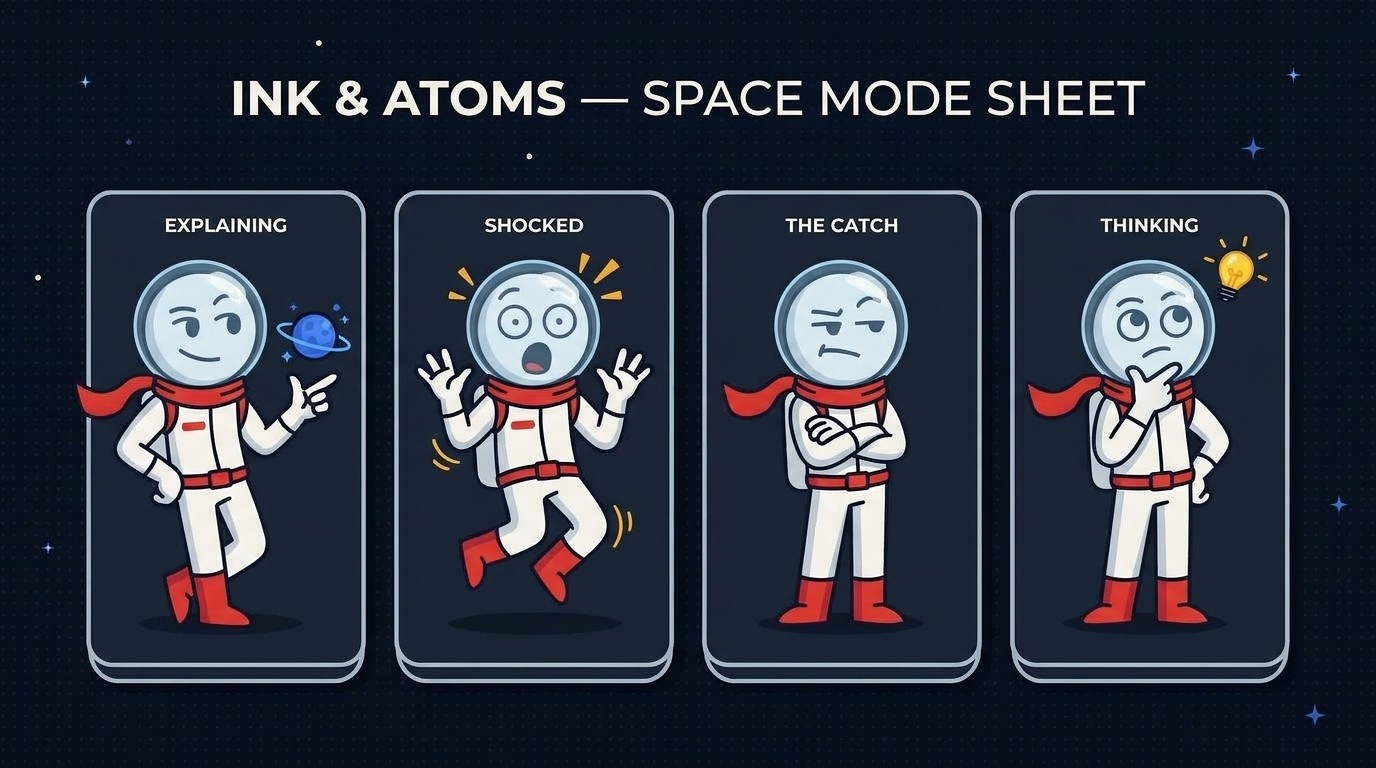 INK & ATOMS — SPACE MODE SHEET
EXPLAINING
SHOCKED
THE CATCH
THINKING